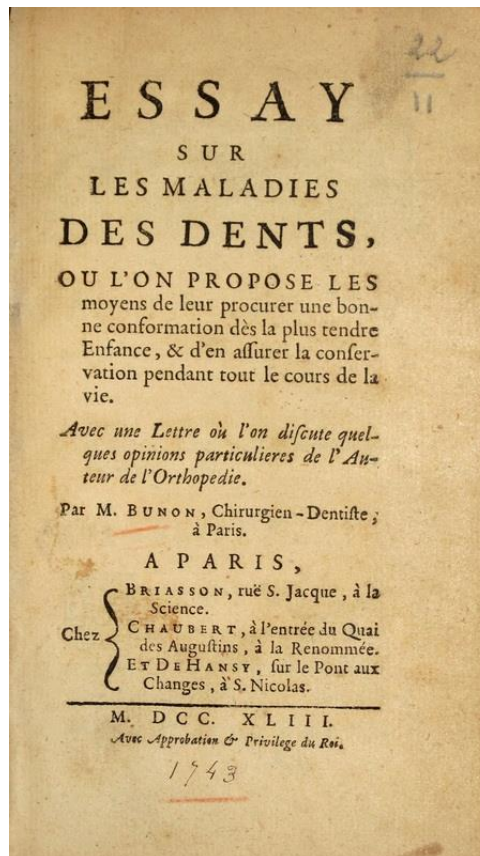 22
11
ESSAY
SUR
LES MALADIES
DES DENTS,
OU L'ON PROPOSE LES
moyens de leur procurer une bon-
ne conformation dès la plus tendre
Enfance, & d'en aſſurer la conſer-
vation pendant tout le cours de la
vie.
Avec une Lettre où l'on diſcute quel-
ques opinions particulieres de l'Au-
teur de l'Orthopedie.
Par M. BUNON, Chirurgien-Dentiſte,
à Paris.
A PARIS,
BRIASSON, ruë S. Jacque, à la
Science.
Chez CHAUBERT, à l'entrée du Quai
des Auguſtins, à la Renommée.
ET DE HANSY, ſur le Pont aux
Changes, à S. Nicolas.
M. DCC. XLIII.
Avec Approbation & Privilege du Roi.
1743